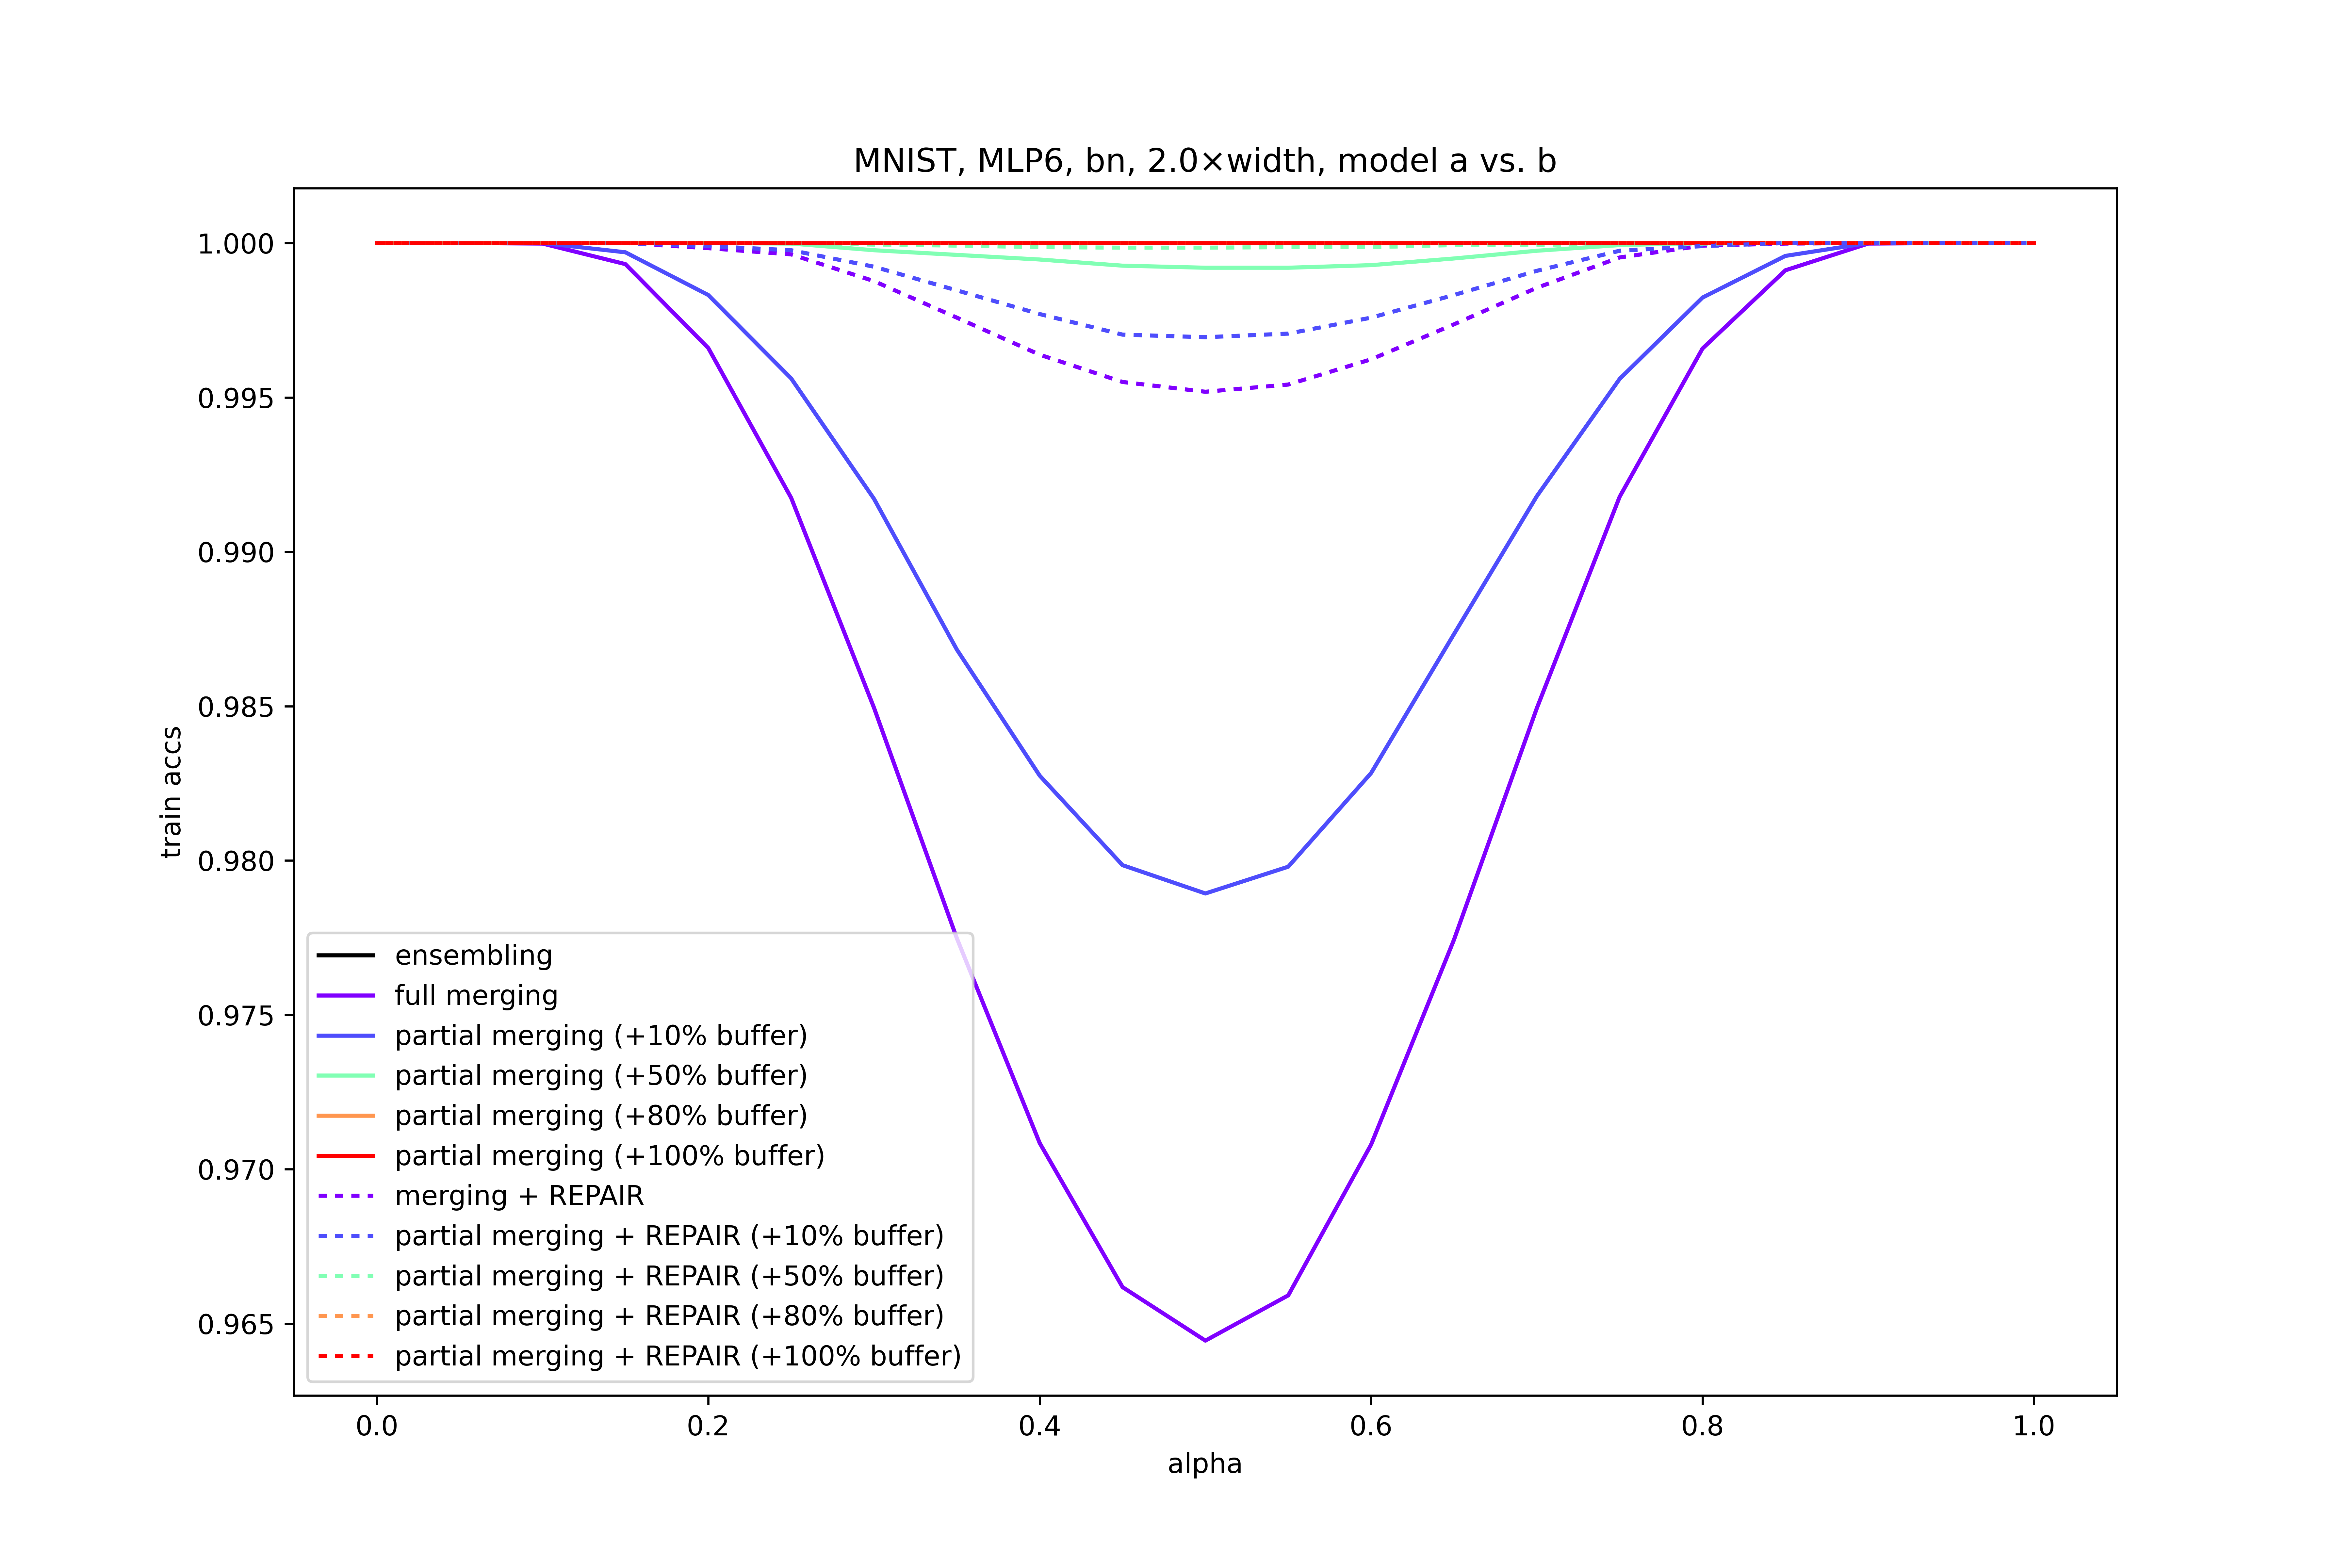 MNIST, MLP6, bn, 2.0×width, model a vs. b
1.000
0.995
0.990
0.985
0.980
0.975
0.970
0.965
train accs
ensembling
full merging
partial merging (+10% buffer)
partial merging (+50% buffer)
partial merging (+80% buffer)
partial merging (+100% buffer)
merging + REPAIR
partial merging + REPAIR (+10% buffer)
partial merging + REPAIR (+50% buffer)
partial merging + REPAIR (+80% buffer)
partial merging + REPAIR (+100% buffer)
0.0 0.2 0.4 0.6 0.8 1.0
alpha